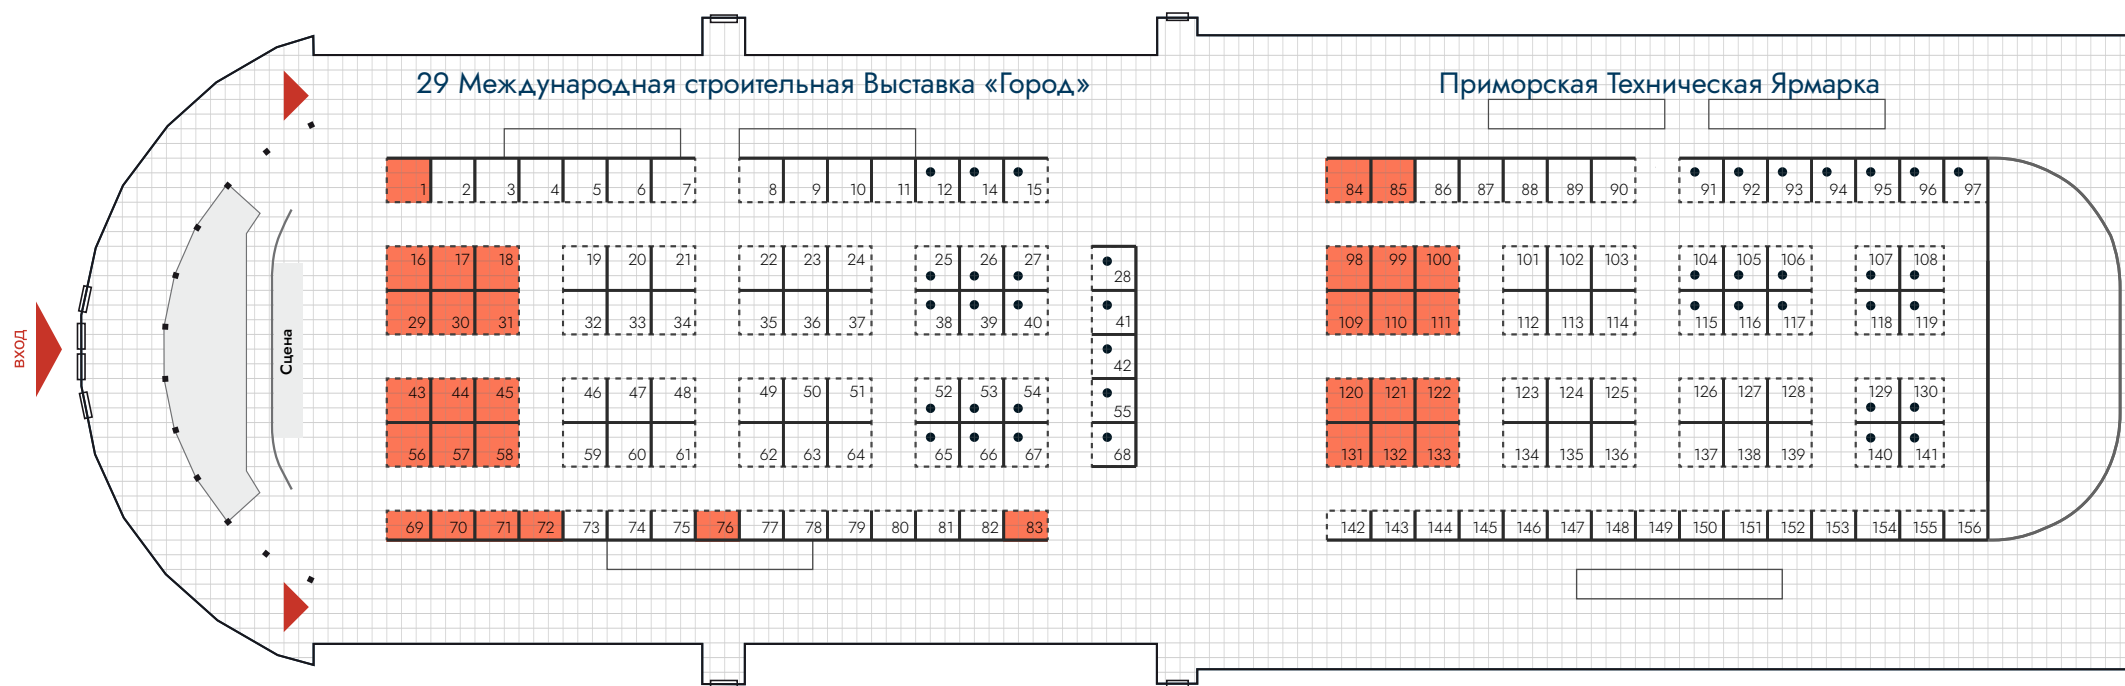 29 Международная строительная Выставка «Город»
Приморская Техническая Ярмарка
1 2 3 4 5 6 7 8 9 10 11 12 14 15
84 85 86 87 88 89 90 91 92 93 94 95 96 97
16 17 18 19 20 21 22 23 24 25 26 27
28
98 99 100 101 102 103 104 105 106 107 108
29 30 31 32 33 34 35 36 37 38 39 40
41
109 110 111 112 113 114 115 116 117 118 119
вход
Сцена
42
43 44 45 46 47 48 49 50 51 52 53 54
55
120 121 122 123 124 125 126 127 128 129 130
56 57 58 59 60 61 62 63 64 65 66 67
68
131 132 133 134 135 136 137 138 139 140 141
69 70 71 72 73 74 75 76 77 78 79 80 81 82 83
142 143 144 145 146 147 148 149 150 151 152 153 154 155 156